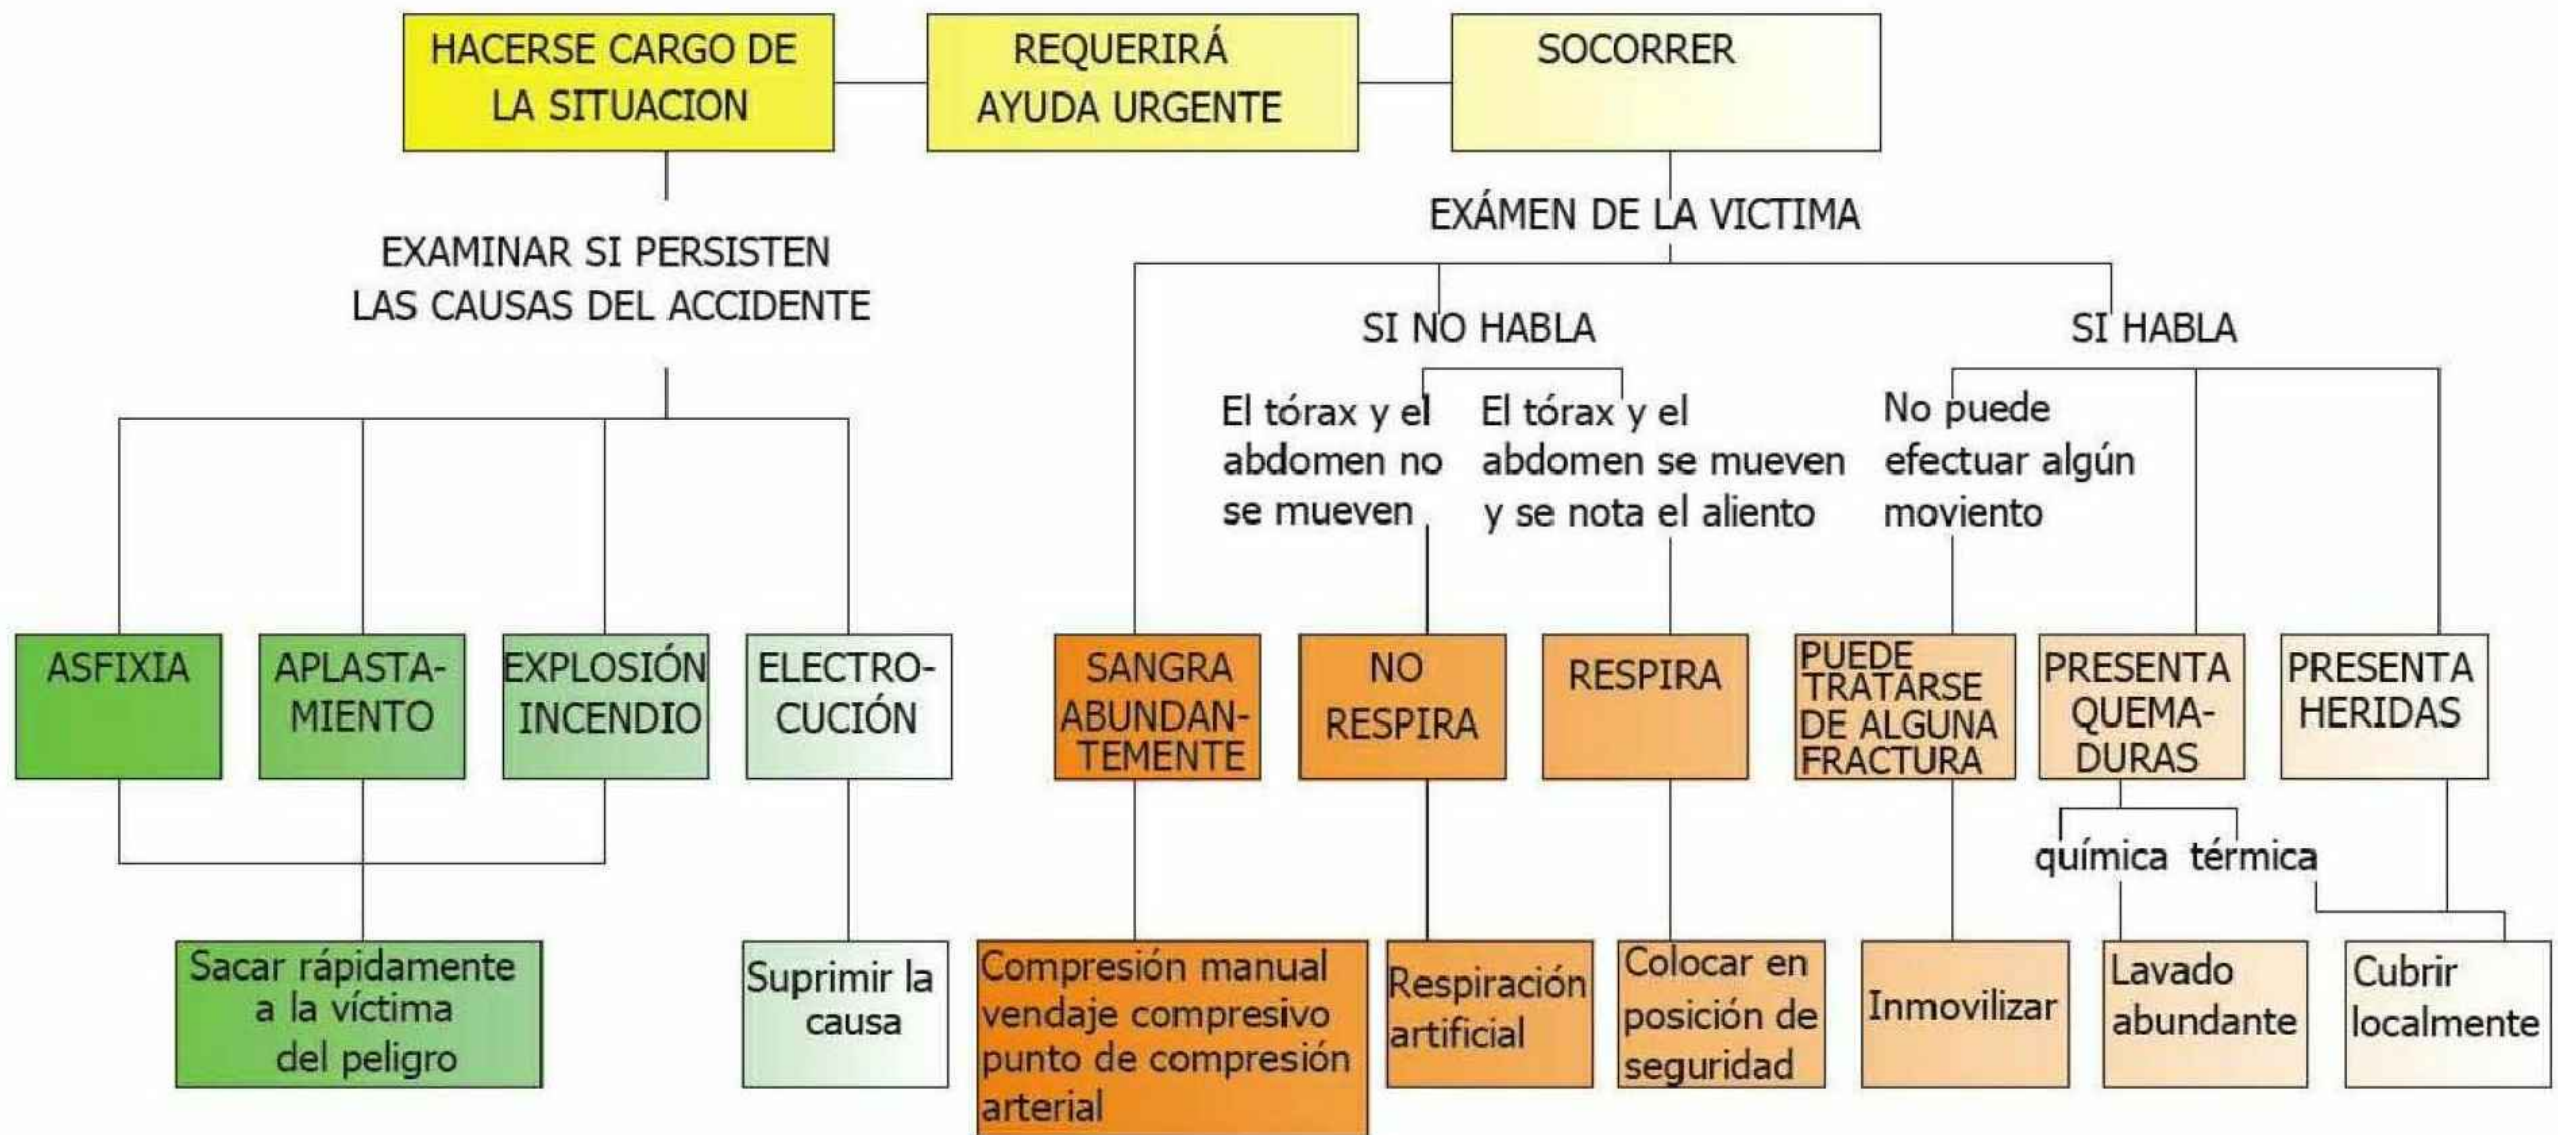 HACERSE CARGO DE
LA SITUACION
REQUERIRÁ
AYUDA URGENTE
SOCORRER
EXAMINAR SI PERSISTEN
LAS CAUSAS DEL ACCIDENTE
EXÁMEN DE LA VICTIMA
SI NO HABLA
SI HABLA
El tórax y el
abdomen no
se mueven
El tórax y el
abdomen se mueven
y se nota el aliento
No puede
efectuar algún
moviento
ASFIXIA
APLASTA-
MIENTO
EXPLOSIÓN
INCENDIO
ELECTRO-
CUCIÓN
SANGRA
ABUNDAN-
TEMENTE
NO
RESPIRA
RESPIRA
PUEDE
TRATARSE
DE ALGUNA
FRACTURA
PRESENTA
QUEMA-
DURAS
PRESENTA
HERIDAS
química térmica
Sacar rápidamente
a la víctima
del peligro
Suprimir la
causa
Compresión manual
vendaje compresivo
punto de compresión
arterial
Respiración
artificial
Colocar en
posición de
seguridad
Inmovilizar
Lavado
abundante
Cubrir
localmente